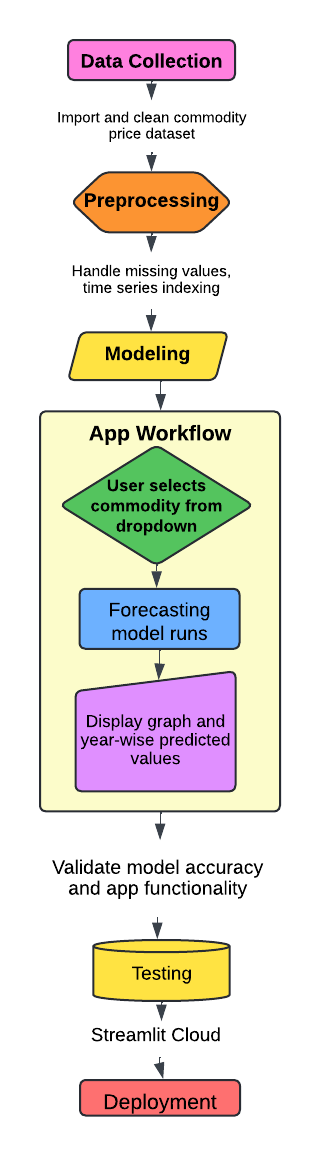 Data Collection
Import and clean commodity
price dataset
Preprocessing
Handle missing values,
time series indexing
Modeling
App Workflow
User selects
commodity from
dropdown
Forecasting
model runs
Display graph and
year-wise predicted
values
Validate model accuracy
and app functionality
Testing
Streamlit Cloud
Deployment